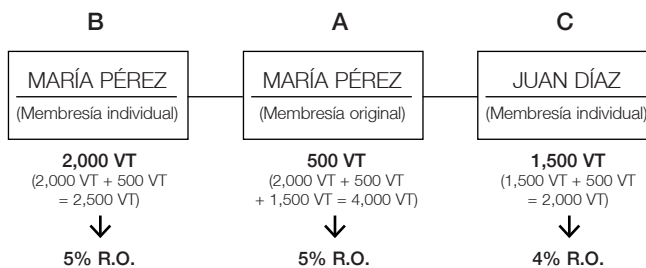 B
MARÍA PÉREZ
(Membresía individual)
2,000 VT
(2,000 VT + 500 VT
= 2,500 VT)
5% R.O.
A
MARÍA PÉREZ
(Membresía original)
500 VT
(2,000 VT + 500 VT
+ 1,500 VT = 4,000 VT)
5% R.O.
C
JUAN DÍAZ
(Membresía individual)
1,500 VT
(1,500 VT + 500 VT
= 2,000 VT)
4% R.O.